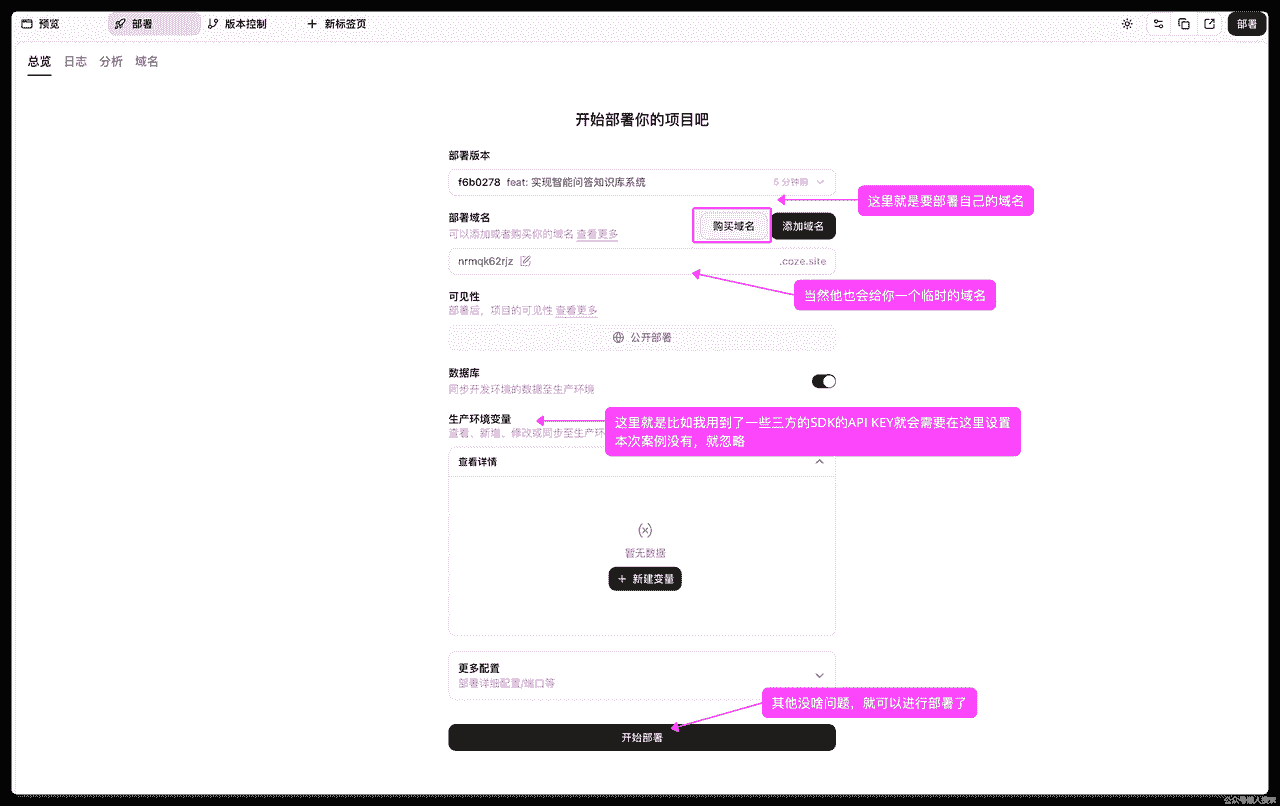 预览
部署
版本控制
新标签页
部署
总览 日志 分析 域名
开始部署你的项目吧
部署版本
f6b0278 feat: 实现智能问答知识库系统
5 分钟前
这里就是要部署自己的域名
部署域名
可以添加或者购买你的域名 查看更多
购买域名
添加域名
nrmqk62rjz
.coze.site
当然他也会给你一个临时的域名
可见性
部署后，项目的可见性 查看更多
公开部署
数据库
同步开发环境的数据至生产环境
生产环境变量
查看、新增、修改或同步至生产环
这里就是比如我用到了一些三方的SDK的API KEY就会需要在这里设置
本次案例没有，就忽略
查看详情
(x)
暂无数据
+ 新建变量
更多配置
部署详细配置/端口等
其他没啥问题，就可以进行部署了
开始部署